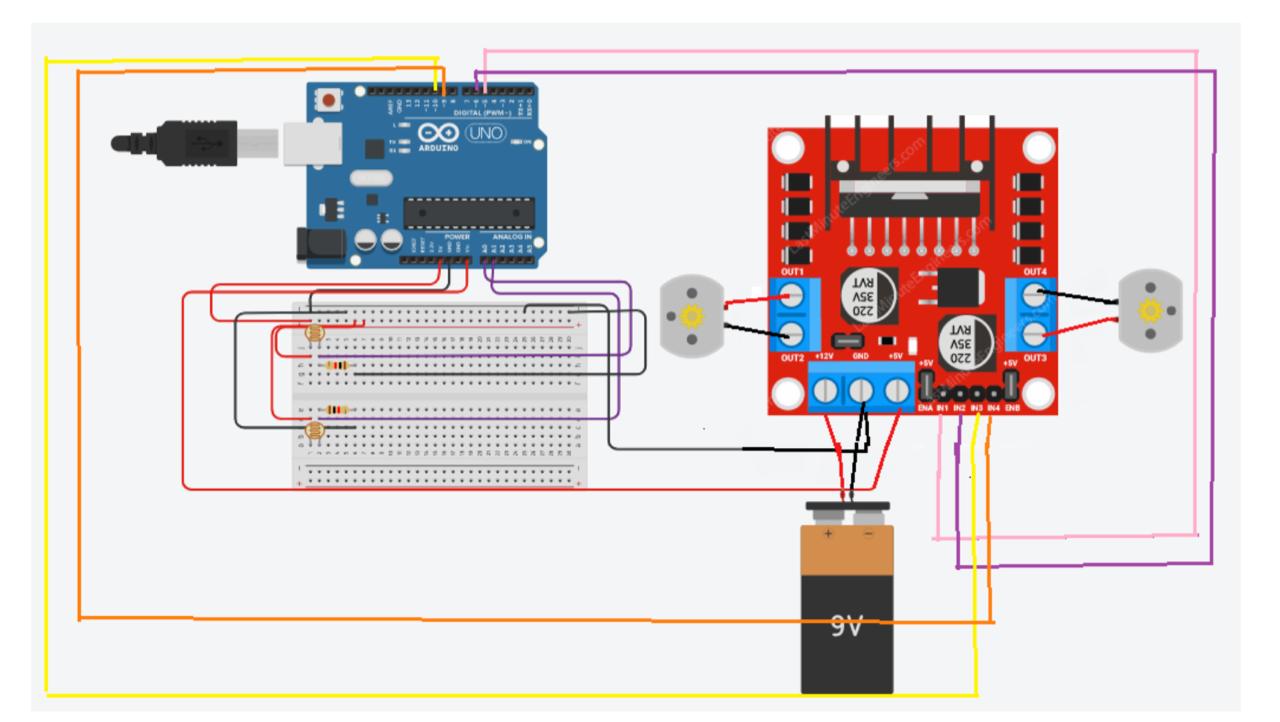 AREF
GND
13
12
~11
~10
~9
8
7
~6
~5
4
~3
2
TX→1
RX←0
DIGITAL (PWM~)
L
TX
RX
ON
UNO
ARDUINO
POWER
ANALOG IN
IOREF
RESET
3.3V
5V
GND
GND
Vin
A0
A1
A2
A3
A4
A5
LastMinuteEngineers.com
OUT1
OUT4
220
35V
RVT
220
35V
RVT
OUT2
OUT3
+12V
GND
+5V
+5V
+5V
ENA
IN1
IN2
IN3
IN4
ENB
+
−
9V